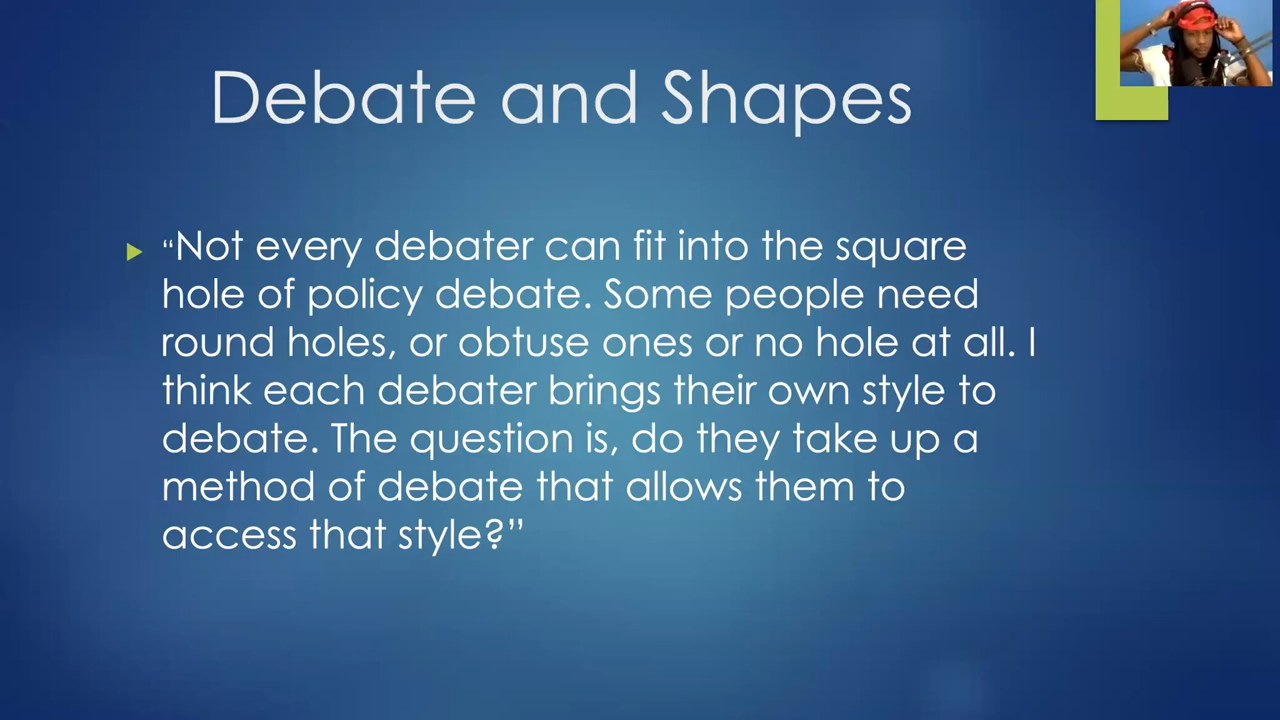 Debate and Shapes
“Not every debater can fit into the square
hole of policy debate. Some people need
round holes, or obtuse ones or no hole at all. I
think each debater brings their own style to
debate. The question is, do they take up a
method of debate that allows them to
access that style?”